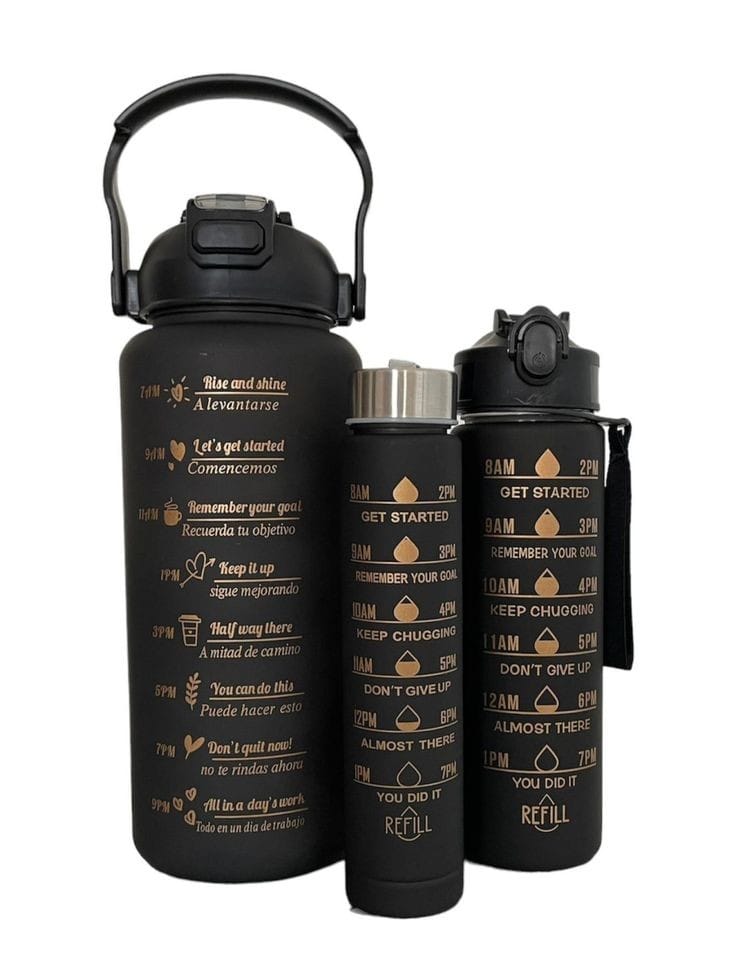 7AM Rise and shine
A levantarse
9AM Let's get started
Comencemos
11AM Remember your goal
Recuerda tu objetivo
1PM Keep it up
sigue mejorando
3PM Half way there
A mitad de camino
5PM You can do this
Puede hacer esto
7PM Don't quit now!
no te rindas ahora
9PM All in a day's work
Todo en un dia de trabajo
8AM 2PM
GET STARTED
9AM 3PM
REMEMBER YOUR GOAL
10AM 4PM
KEEP CHUGGING
11AM 5PM
DON'T GIVE UP
12PM 6PM
ALMOST THERE
1PM 7PM
YOU DID IT
REFILL
8AM 2PM
GET STARTED
9AM 3PM
REMEMBER YOUR GOAL
10AM 4PM
KEEP CHUGGING
11AM 5PM
DON'T GIVE UP
12AM 6PM
ALMOST THERE
1PM 7PM
YOU DID IT
REFILL